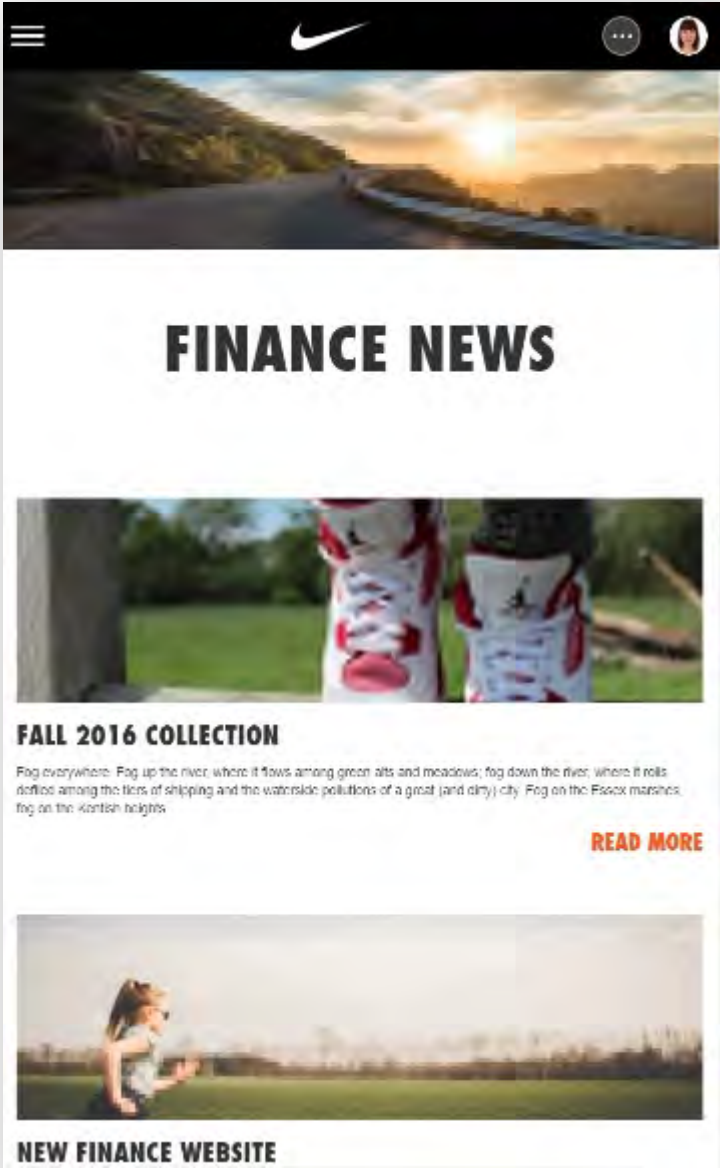 FINANCE NEWS
FALL 2016 COLLECTION
Fog everywhere. Fog up the river, where it flows among green aits and meadows; fog down the river, where it rolls
defiled among the tiers of shipping and the waterside pollutions of a great (and dirty) city. Fog on the Essex marshes,
fog on the Kentish heights.
READ MORE
NEW FINANCE WEBSITE